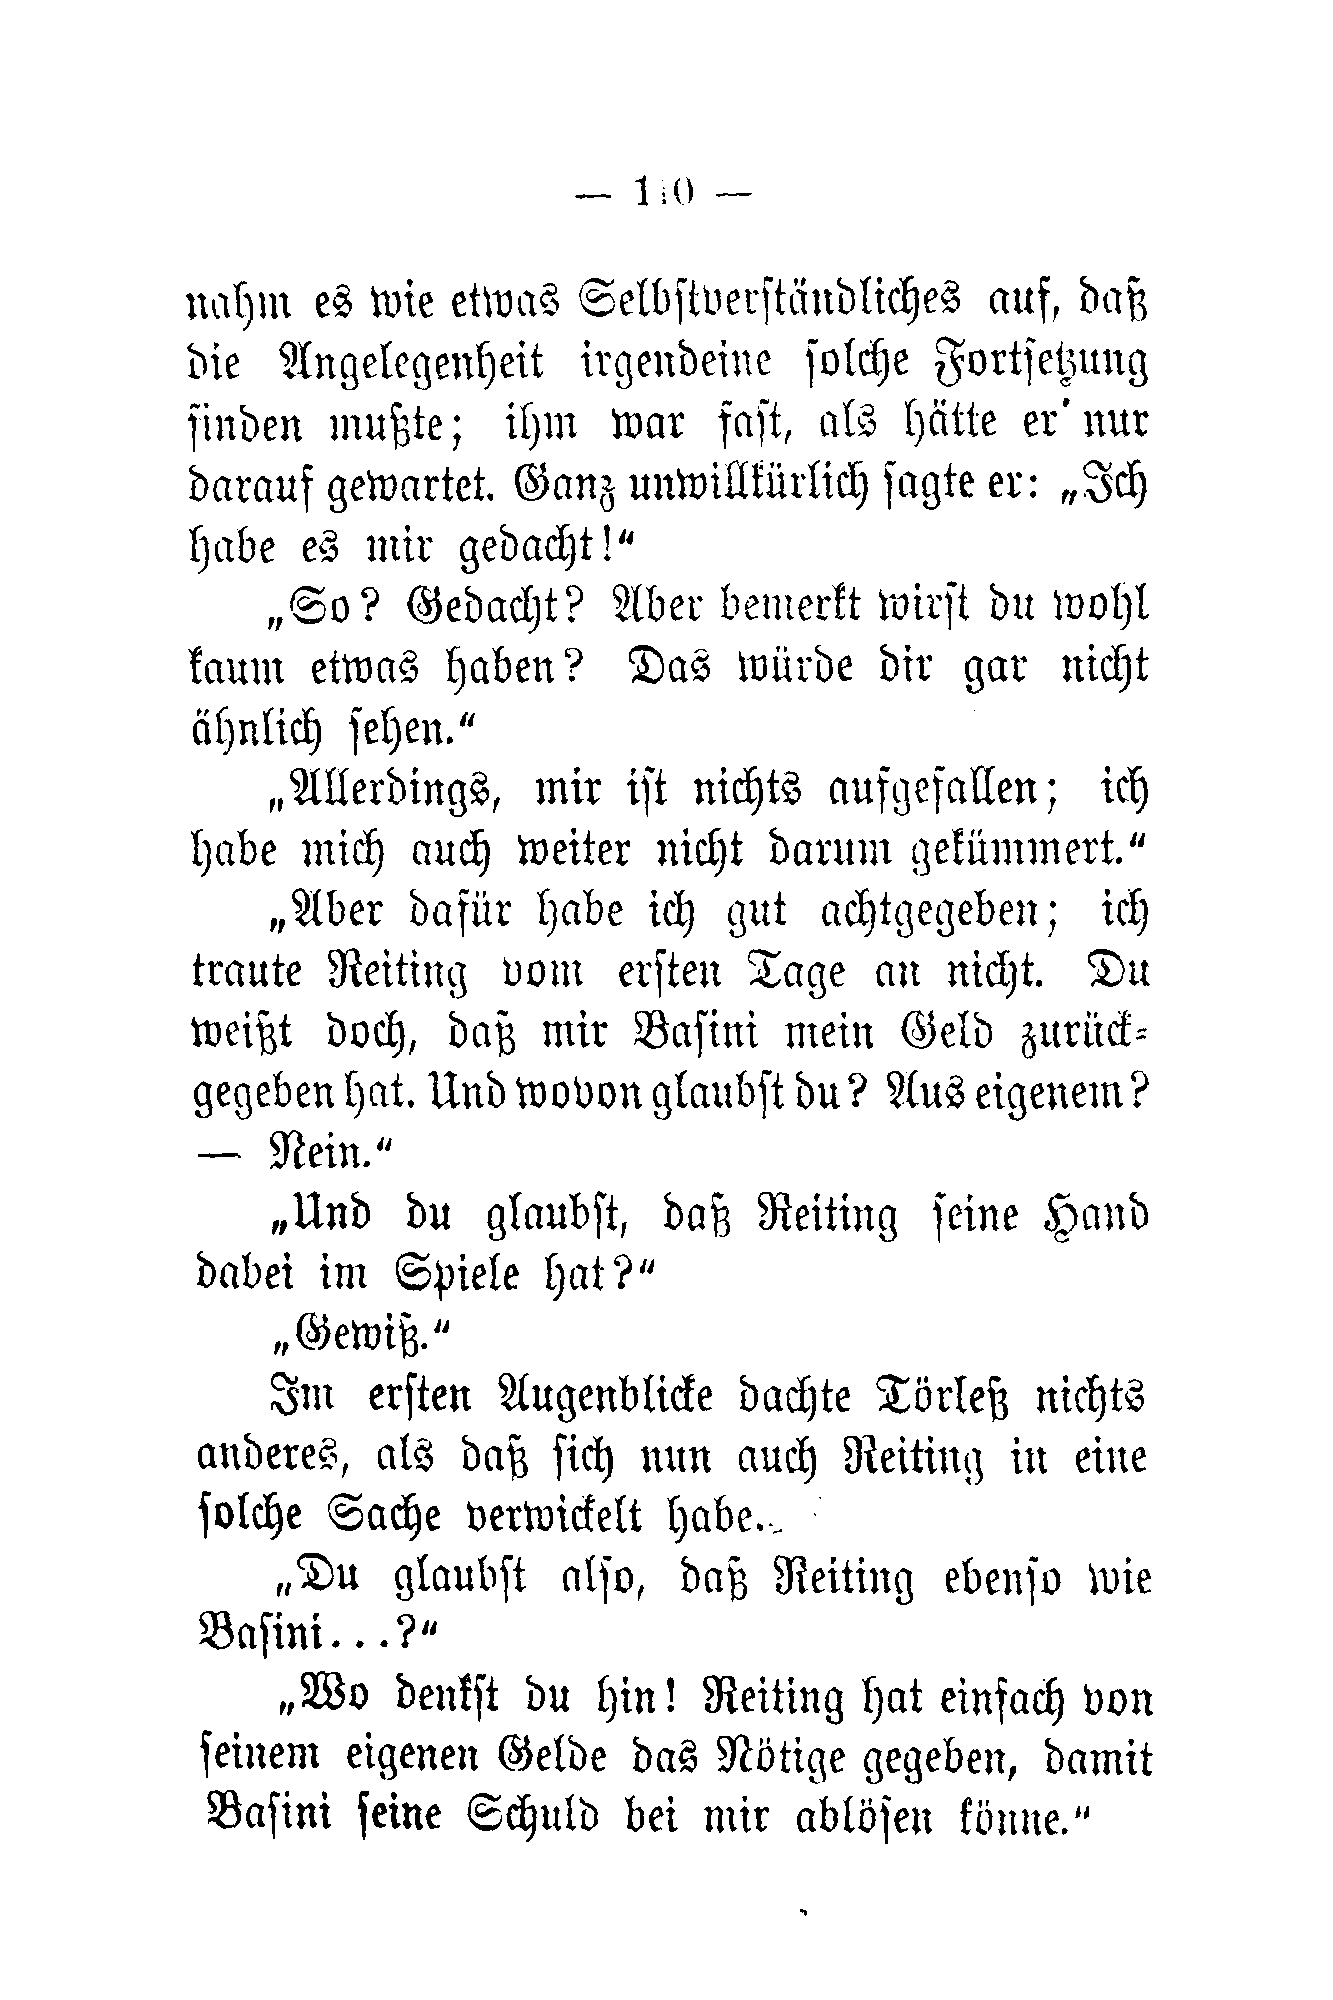 nahm es wie etwas Selbstverständliches auf, daß
die Angelegenheit irgendeine solche Fortsetzung
finden mußte; ihm war fast, als hätte er nur
darauf gewartet. Ganz unwillkürlich sagte er: „Ich
habe es mir gedacht!“
„So? Gedacht? Aber bemerkt wirst du wohl
kaum etwas haben? Das würde dir gar nicht
ähnlich sehen.“
„Allerdings, mir ist nichts aufgefallen; ich
habe mich auch weiter nicht darum gekümmert.“
„Aber dafür habe ich gut achtgegeben; ich
traute Reiting vom ersten Tage an nicht. Du
weißt doch, daß mir Basini mein Geld zurück-
gegeben hat. Und wovon glaubst du? Aus eigenem?
— Nein.“
„Und du glaubst, daß Reiting seine Hand
dabei im Spiele hat?“
„Gewiß.“
Im ersten Augenblicke dachte Törleß nichts
anderes, als daß sich nun auch Reiting in eine
solche Sache verwickelt habe.
„Du glaubst also, daß Reiting ebenso wie
Basini...?“
„Wo denkst du hin! Reiting hat einfach von
seinem eigenen Gelde das Nötige gegeben, damit
Basini seine Schuld bei mir ablösen könne.“